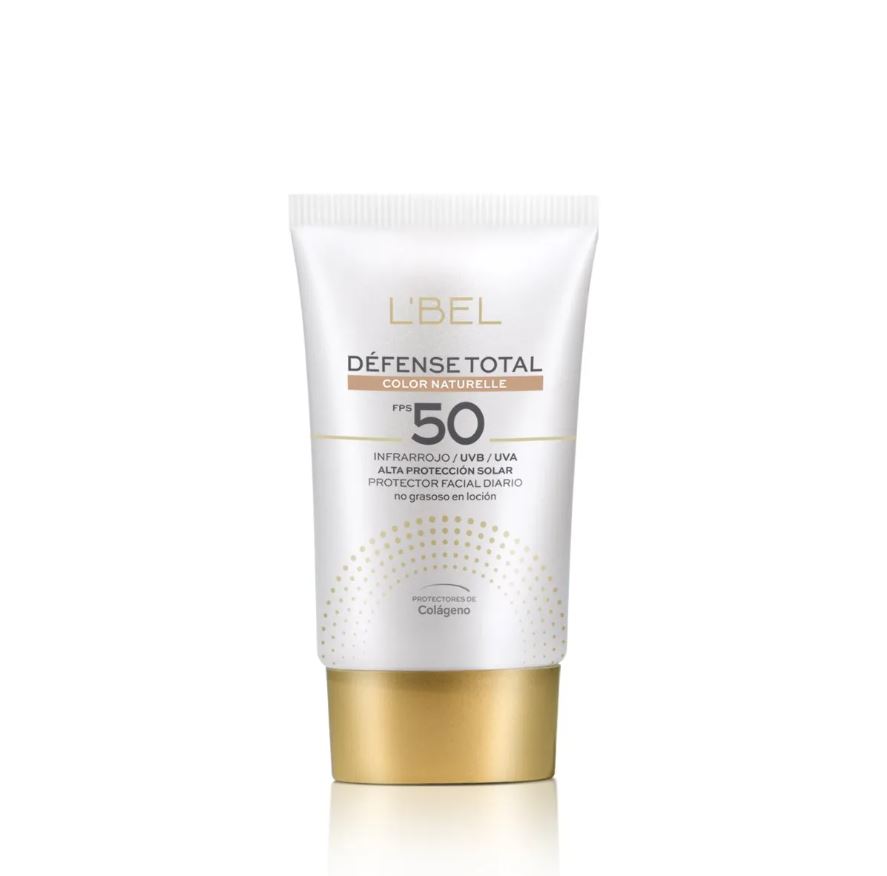 L'BEL
DÉFENSE TOTAL
COLOR NATURELLE
FPS 50
INFRARROJO / UVB / UVA
ALTA PROTECCIÓN SOLAR
PROTECTOR FACIAL DIARIO
no grasoso en loción
PROTECTORES DE
Colágeno